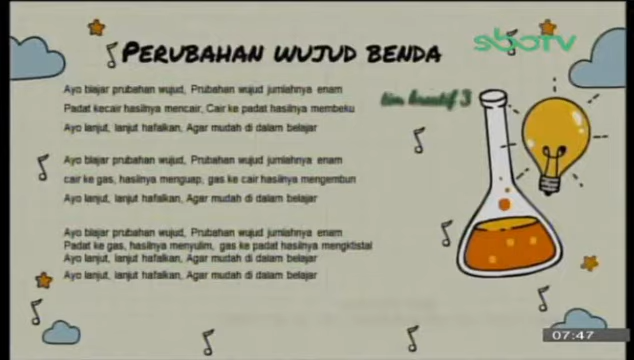 PERUBAHAN WUJUD BENDA
sboTV
tim kreatif 3
Ayo blajar prubahan wujud, Prubahan wujud jumlahnya enam
Padat kecair hasilnya mencair, Cair ke padat hasilnya membeku
Ayo lanjut, lanjut hafalkan, Agar mudah di dalam belajar
Ayo blajar prubahan wujud, Prubahan wujud jumlahnya enam
cair ke gas, hasilnya menguap, gas ke cair hasilnya mengembun
Ayo lanjut, lanjut hafalkan, Agar mudah di dalam belajar
Ayo blajar prubahan wujud, Prubahan wujud jumlahnya enam
Padat ke gas, hasilnya menyulim, gas ke padat hasilnya mengktistal
Ayo lanjut, lanjut hafalkan, Agar mudah di dalam belajar
Ayo lanjut, lanjut hafalkan, Agar mudah di dalam belajar
07:47